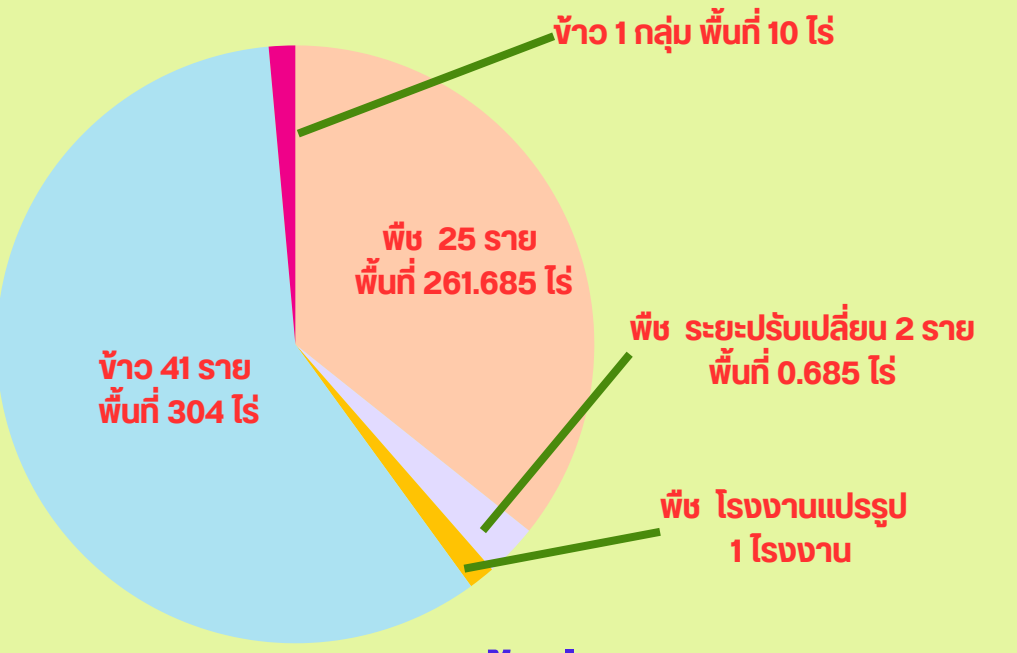 ข้าว 1 กลุ่ม พื้นที่ 10 ไร่
พืช 25 ราย
พื้นที่ 261.685 ไร่
พืช ระยะปรับเปลี่ยน 2 ราย
พื้นที่ 0.685 ไร่
ข้าว 41 ราย
พื้นที่ 304 ไร่
พืช โรงงานแปรรูป
1 โรงงาน